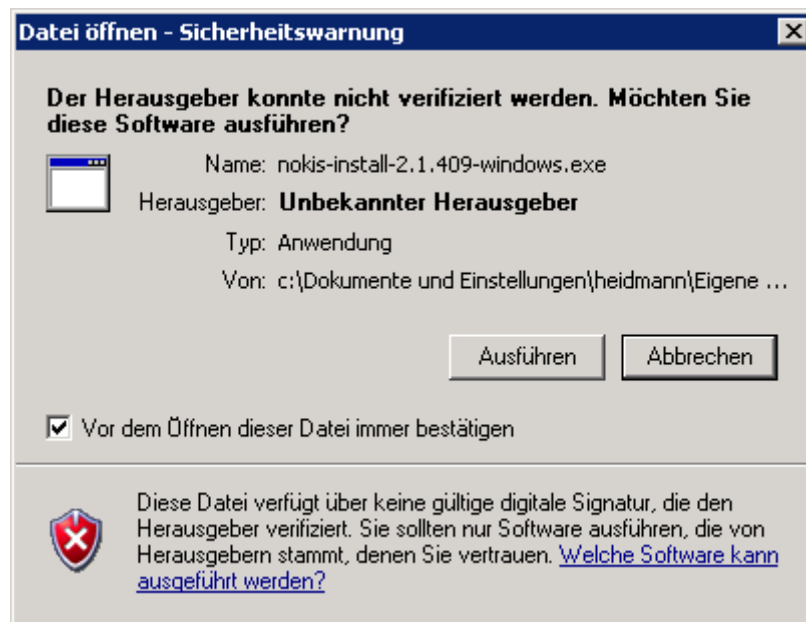 Datei öffnen - Sicherheitswarnung
Der Herausgeber konnte nicht verifiziert werden. Möchten Sie
diese Software ausführen?
Name: nokis-install-2.1.409-windows.exe
Herausgeber: Unbekannter Herausgeber
Typ: Anwendung
Von: c:\Dokumente und Einstellungen\heidmann\Eigene ...
Ausführen Abbrechen
Vor dem Öffnen dieser Datei immer bestätigen
Diese Datei verfügt über keine gültige digitale Signatur, die den
Herausgeber verifiziert. Sie sollten nur Software ausführen, die von
Herausgebern stammt, denen Sie vertrauen. Welche Software kann
ausgeführt werden?